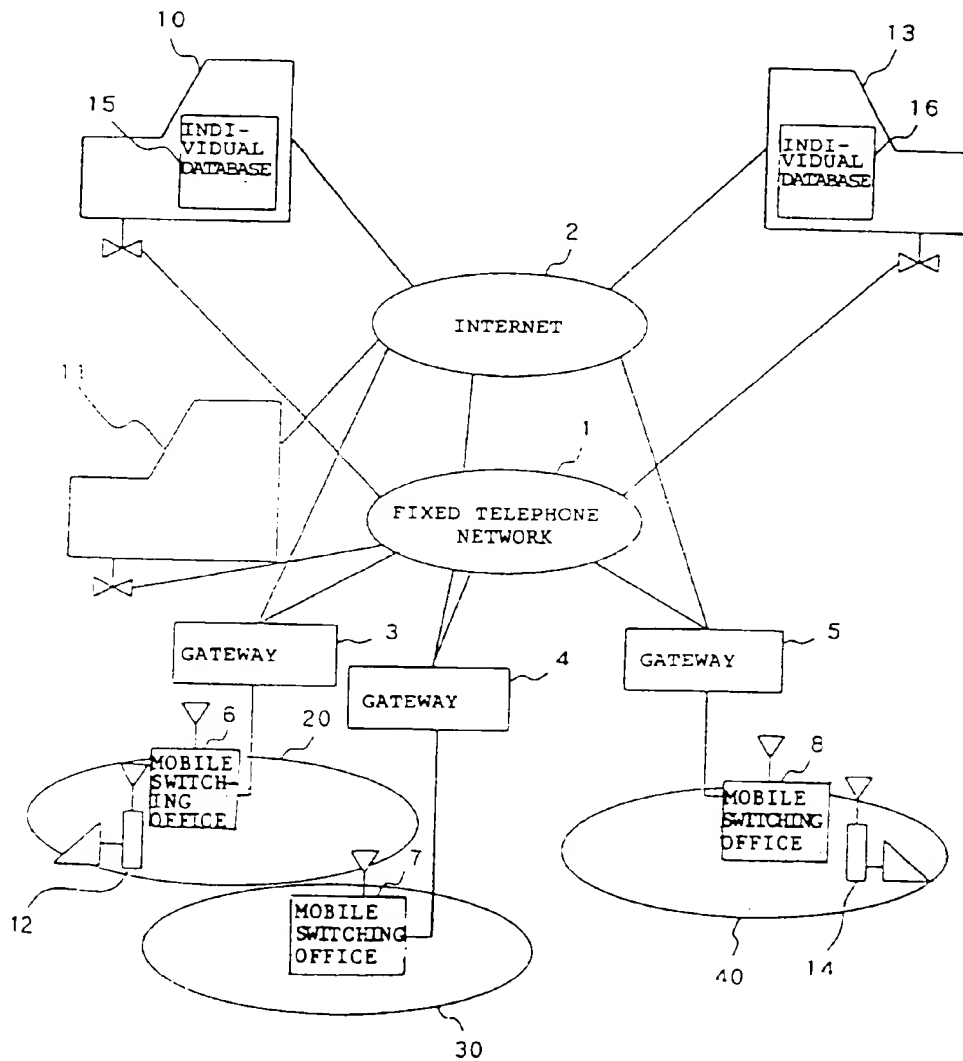 10
13
15
INDI-
VIDUAL
DATABASE
INDI-
VIDUAL
DATABASE
16
2
INTERNET
11
1
FIXED TELEPHONE
NETWORK
GATEWAY
3
GATEWAY
4
GATEWAY
5
6
20
MOBILE
SWITCH-
ING
OFFICE
8
MOBILE
SWITCHING
OFFICE
12
7
MOBILE
SWITCHING
OFFICE
40
14
30